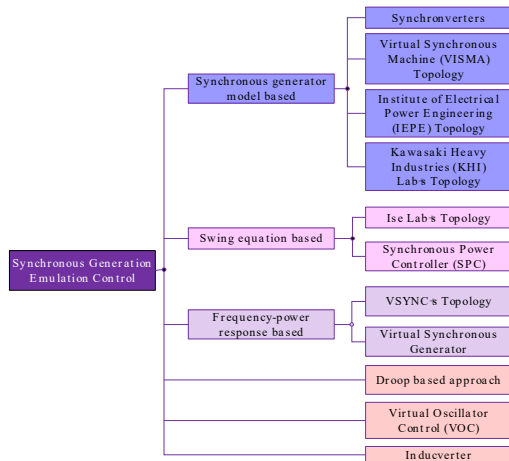 Synchronous Generation
Emulation Control
Synchronous generator
model based
Synchronverters
Virtual Synchronous
Machine (VISMA)
Topology
Institute of Electrical
Power Engineering
(IEPE) Topology
Kawasaki Heavy
Industries (KHI)
Lab's Topology
Swing equation based
Ise Lab's Topology
Synchronous Power
Controller (SPC)
Frequency-power
response based
VSYNC's Topology
Virtual Synchronous
Generator
Droop based approach
Virtual Oscillator
Control (VOC)
Inducverter